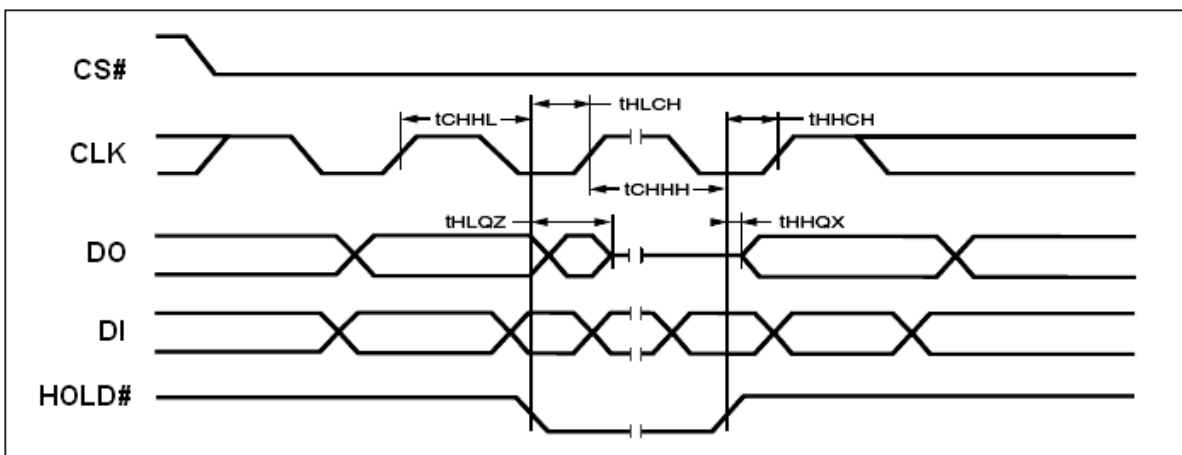 CS#
tHLCH
tCHHL
tHHCH
CLK
tCHHH
tHLQZ
tHHQX
DO
DI
HOLD#